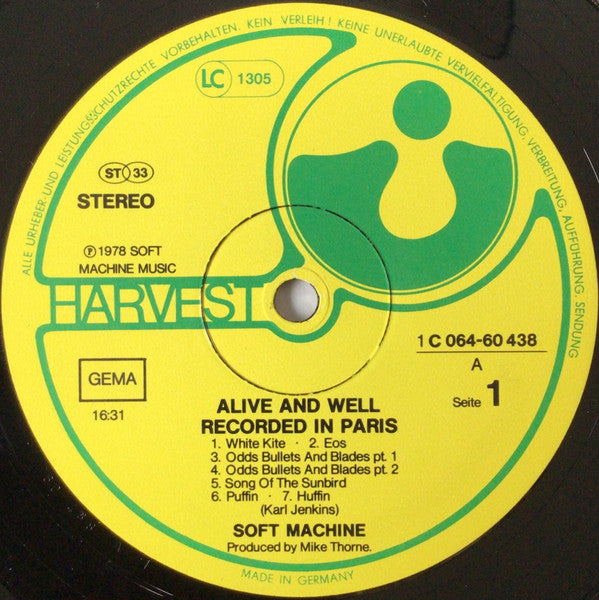 ALLE URHEBER- UND LEISTUNGSSCHUTZRECHTE VORBEHALTEN. KEIN VERLEIH! KEINE UNERLAUBTE VERVIELFÄLTIGUNG, VERBREITUNG, AUFFÜHRUNG, SENDUNG
LC 1305
ST 33
STEREO
Ⓟ 1978 SOFT
MACHINE MUSIC
HARVEST
1 C 064-60 438
A
Seite 1
GEMA
16:31
ALIVE AND WELL
RECORDED IN PARIS
1. White Kite · 2. Eos
3. Odds Bullets And Blades pt. 1
4. Odds Bullets And Blades pt. 2
5. Song Of The Sunbird
6. Puffin · 7. Huffin
(Karl Jenkins)
SOFT MACHINE
Produced by Mike Thorne.
MADE IN GERMANY